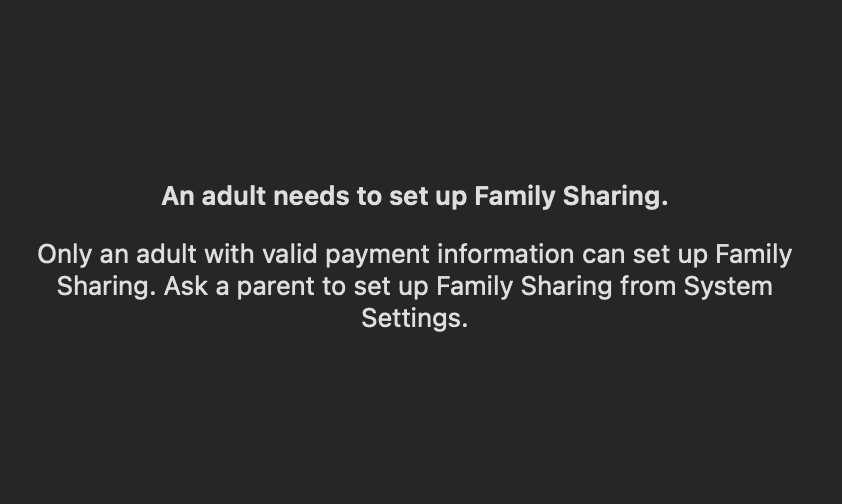 An adult needs to set up Family Sharing.
Only an adult with valid payment information can set up Family
Sharing. Ask a parent to set up Family Sharing from System
Settings.